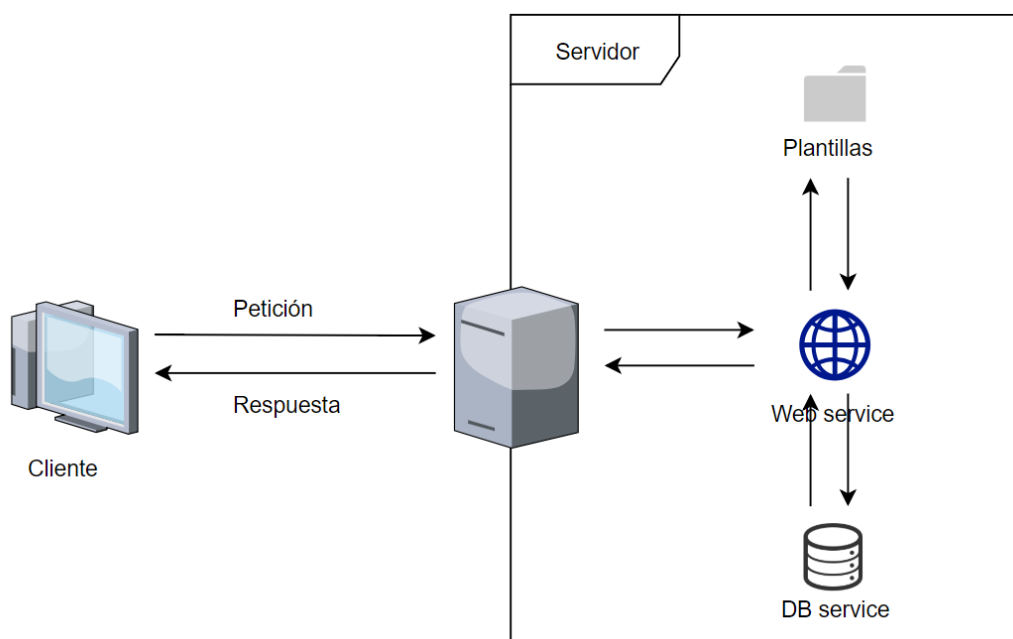 Servidor
Plantillas
Petición
Respuesta
Web service
Cliente
DB service